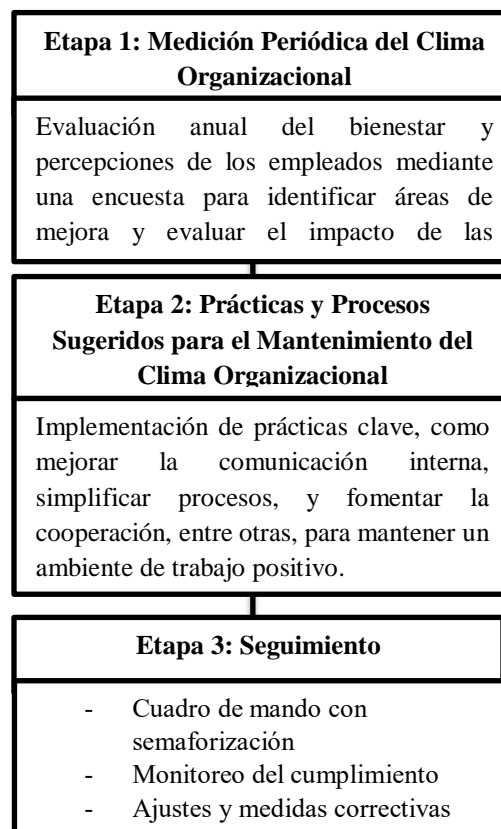 Etapa 1: Medición Periódica del Clima
Organizacional
Evaluación anual del bienestar y
percepciones de los empleados mediante
una encuesta para identificar áreas de
mejora y evaluar el impacto de las
Etapa 2: Prácticas y Procesos
Sugeridos para el Mantenimiento del
Clima Organizacional
Implementación de prácticas clave, como
mejorar la comunicación interna,
simplificar procesos, y fomentar la
cooperación, entre otras, para mantener un
ambiente de trabajo positivo.
Etapa 3: Seguimiento
- Cuadro de mando con
semaforización
- Monitoreo del cumplimiento
- Ajustes y medidas correctivas